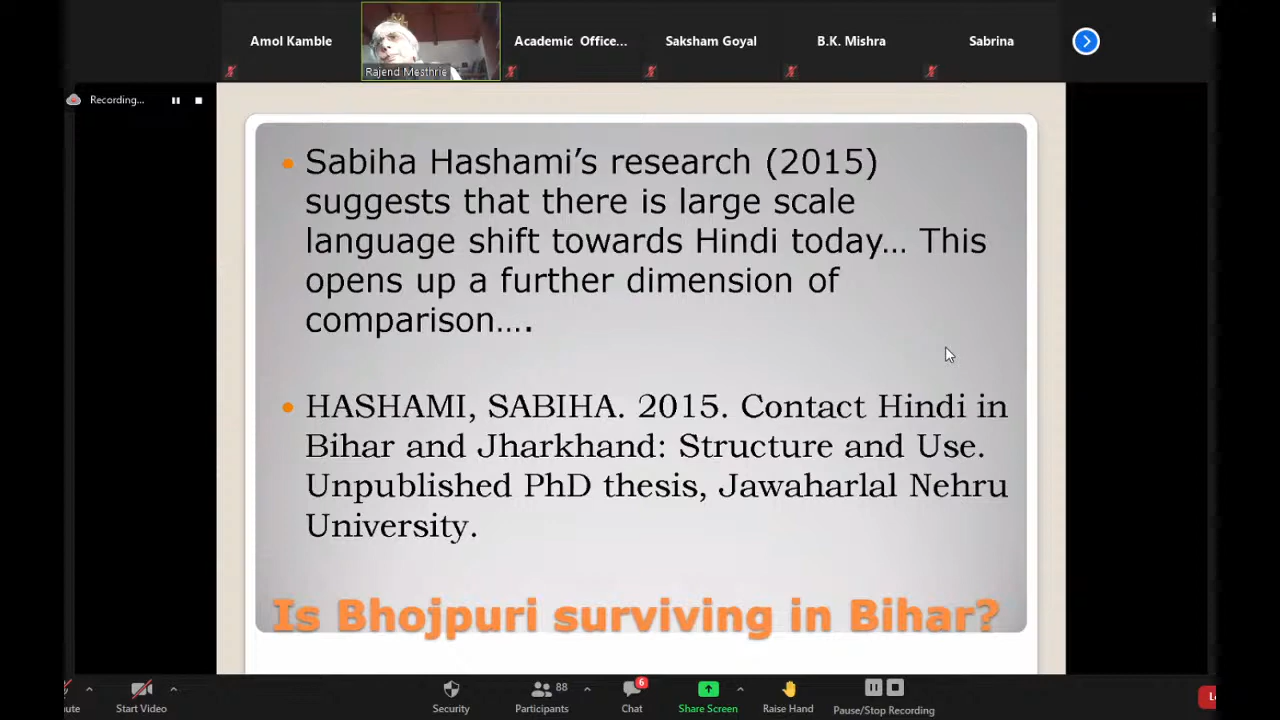 Amol Kamble
Rajend Mesthrie
Academic Office...
Saksham Goyal
B.K. Mishra
Sabrina
Recording...
• Sabiha Hashami’s research (2015)
suggests that there is large scale
language shift towards Hindi today… This
opens up a further dimension of
comparison….
• HASHAMI, SABIHA. 2015. Contact Hindi in
Bihar and Jharkhand: Structure and Use.
Unpublished PhD thesis, Jawaharlal Nehru
University.
Is Bhojpuri surviving in Bihar?
Start Video
Security
88
Participants
6
Chat
Share Screen
Raise Hand
Pause/Stop Recording